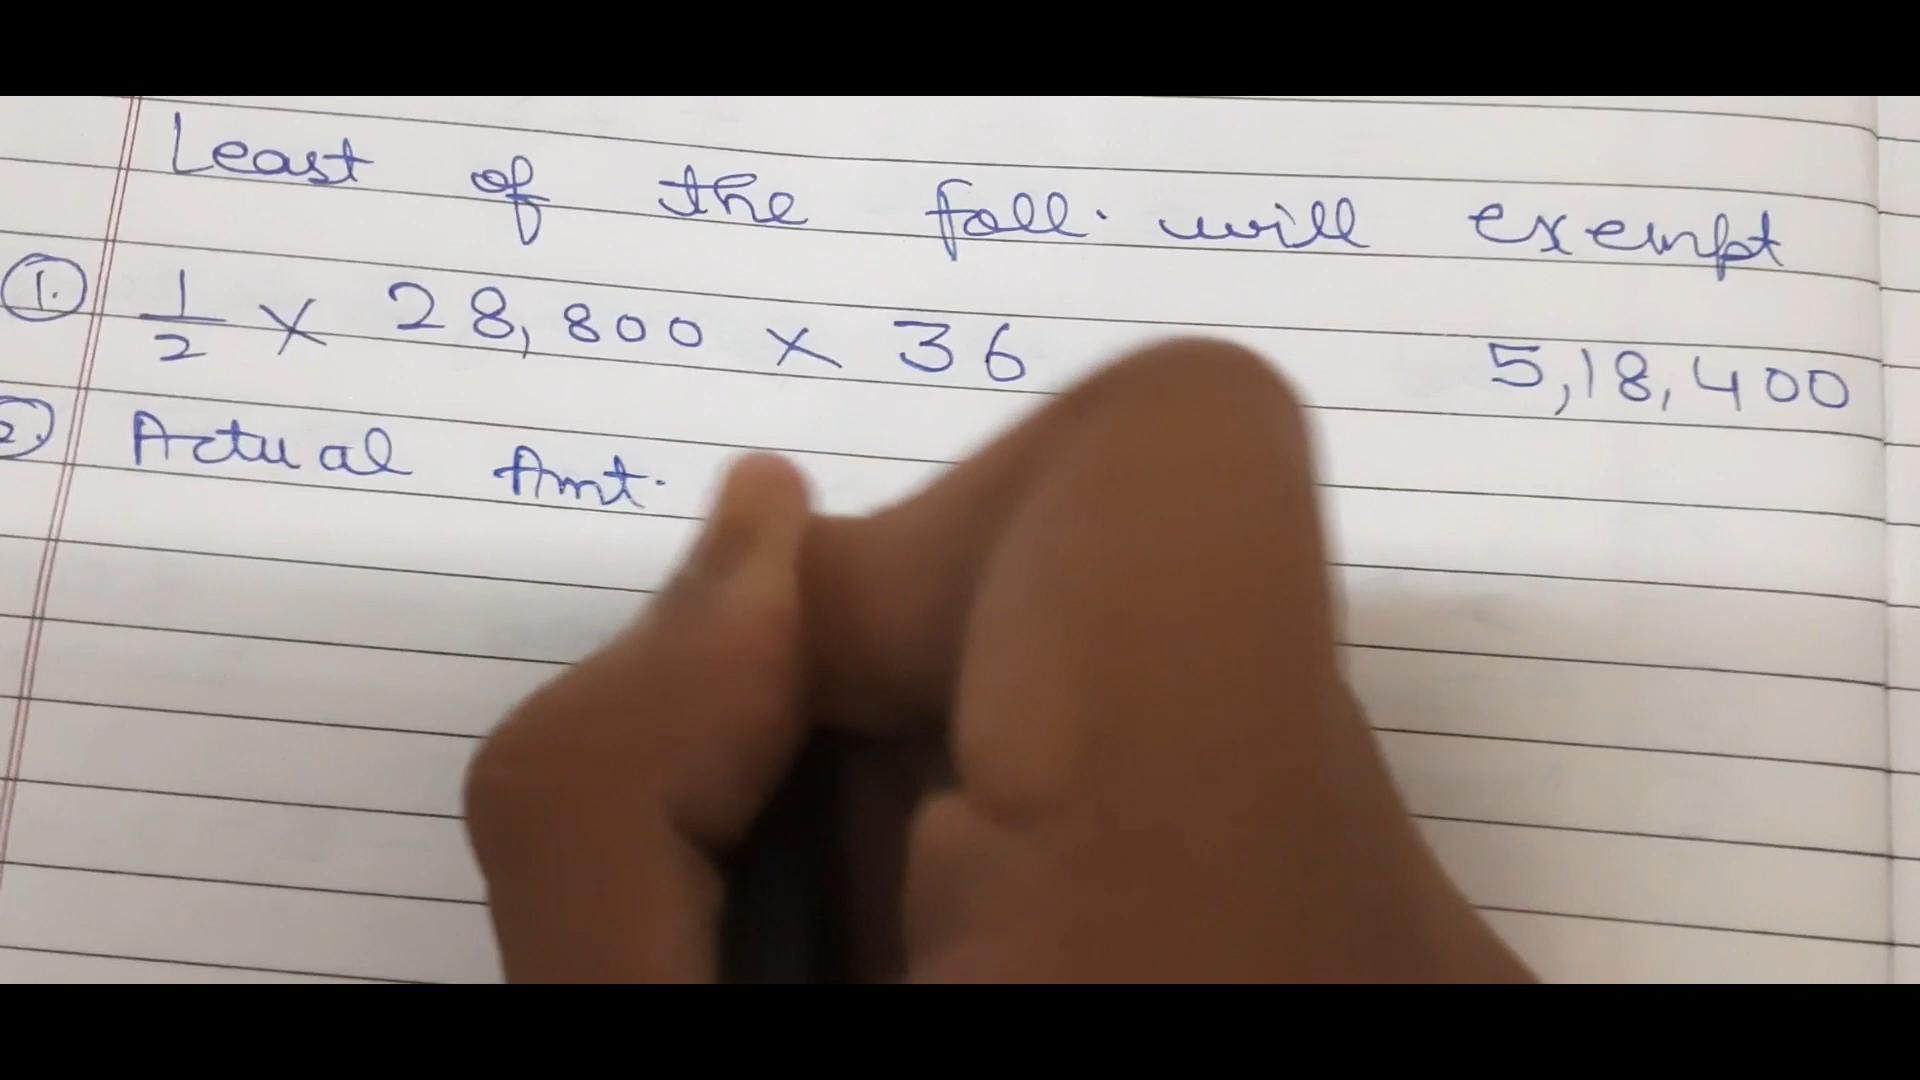 Least of the foll. will exempt
1. 1/2 × 28,800 × 36 5,18,400
2. Actual Amt.